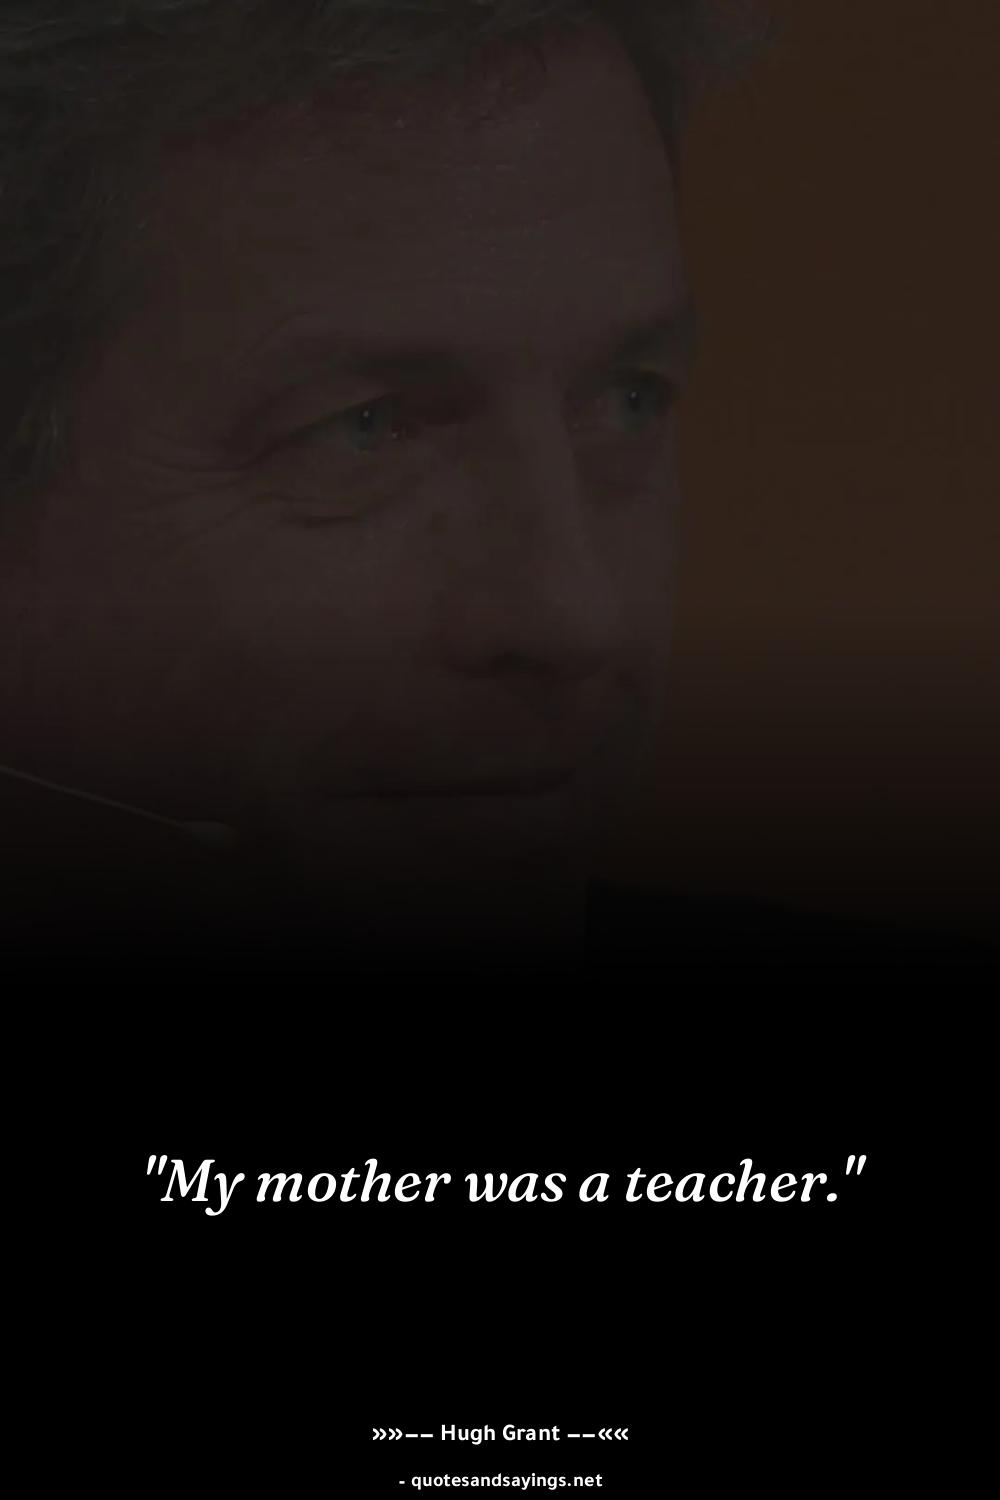 "My mother was a teacher."
»»–– Hugh Grant ––««
- quotesandsayings.net